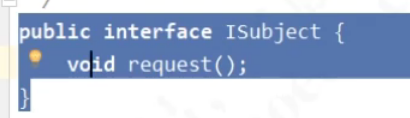 public interface ISubject {
void request();
}